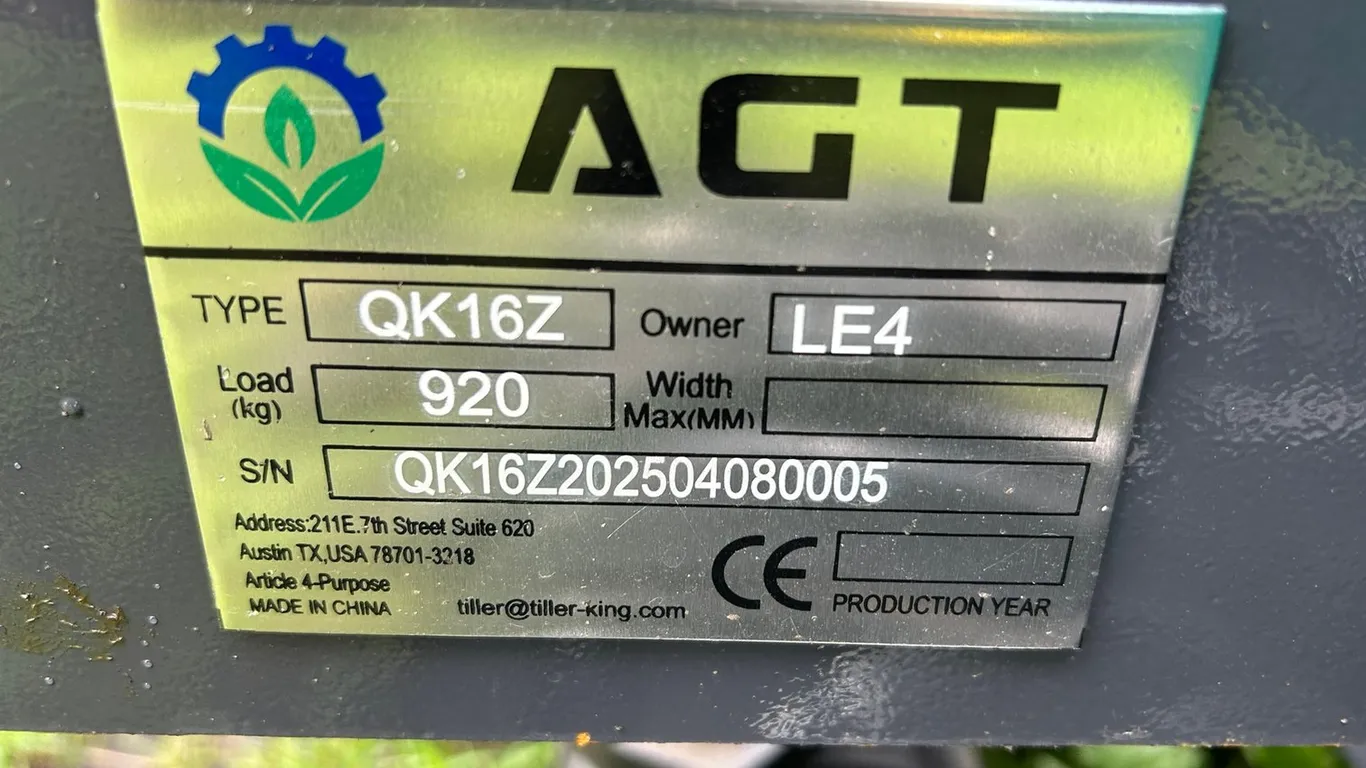 AGT
TYPE QK16Z Owner LE4
Load (kg) 920 Width Max(MM)
S/N QK16Z202504080005
Address:211E.7th Street Suite 620
Austin TX,USA 78701-3218
Article 4-Purpose
MADE IN CHINA tiller@tiller-king.com CE PRODUCTION YEAR